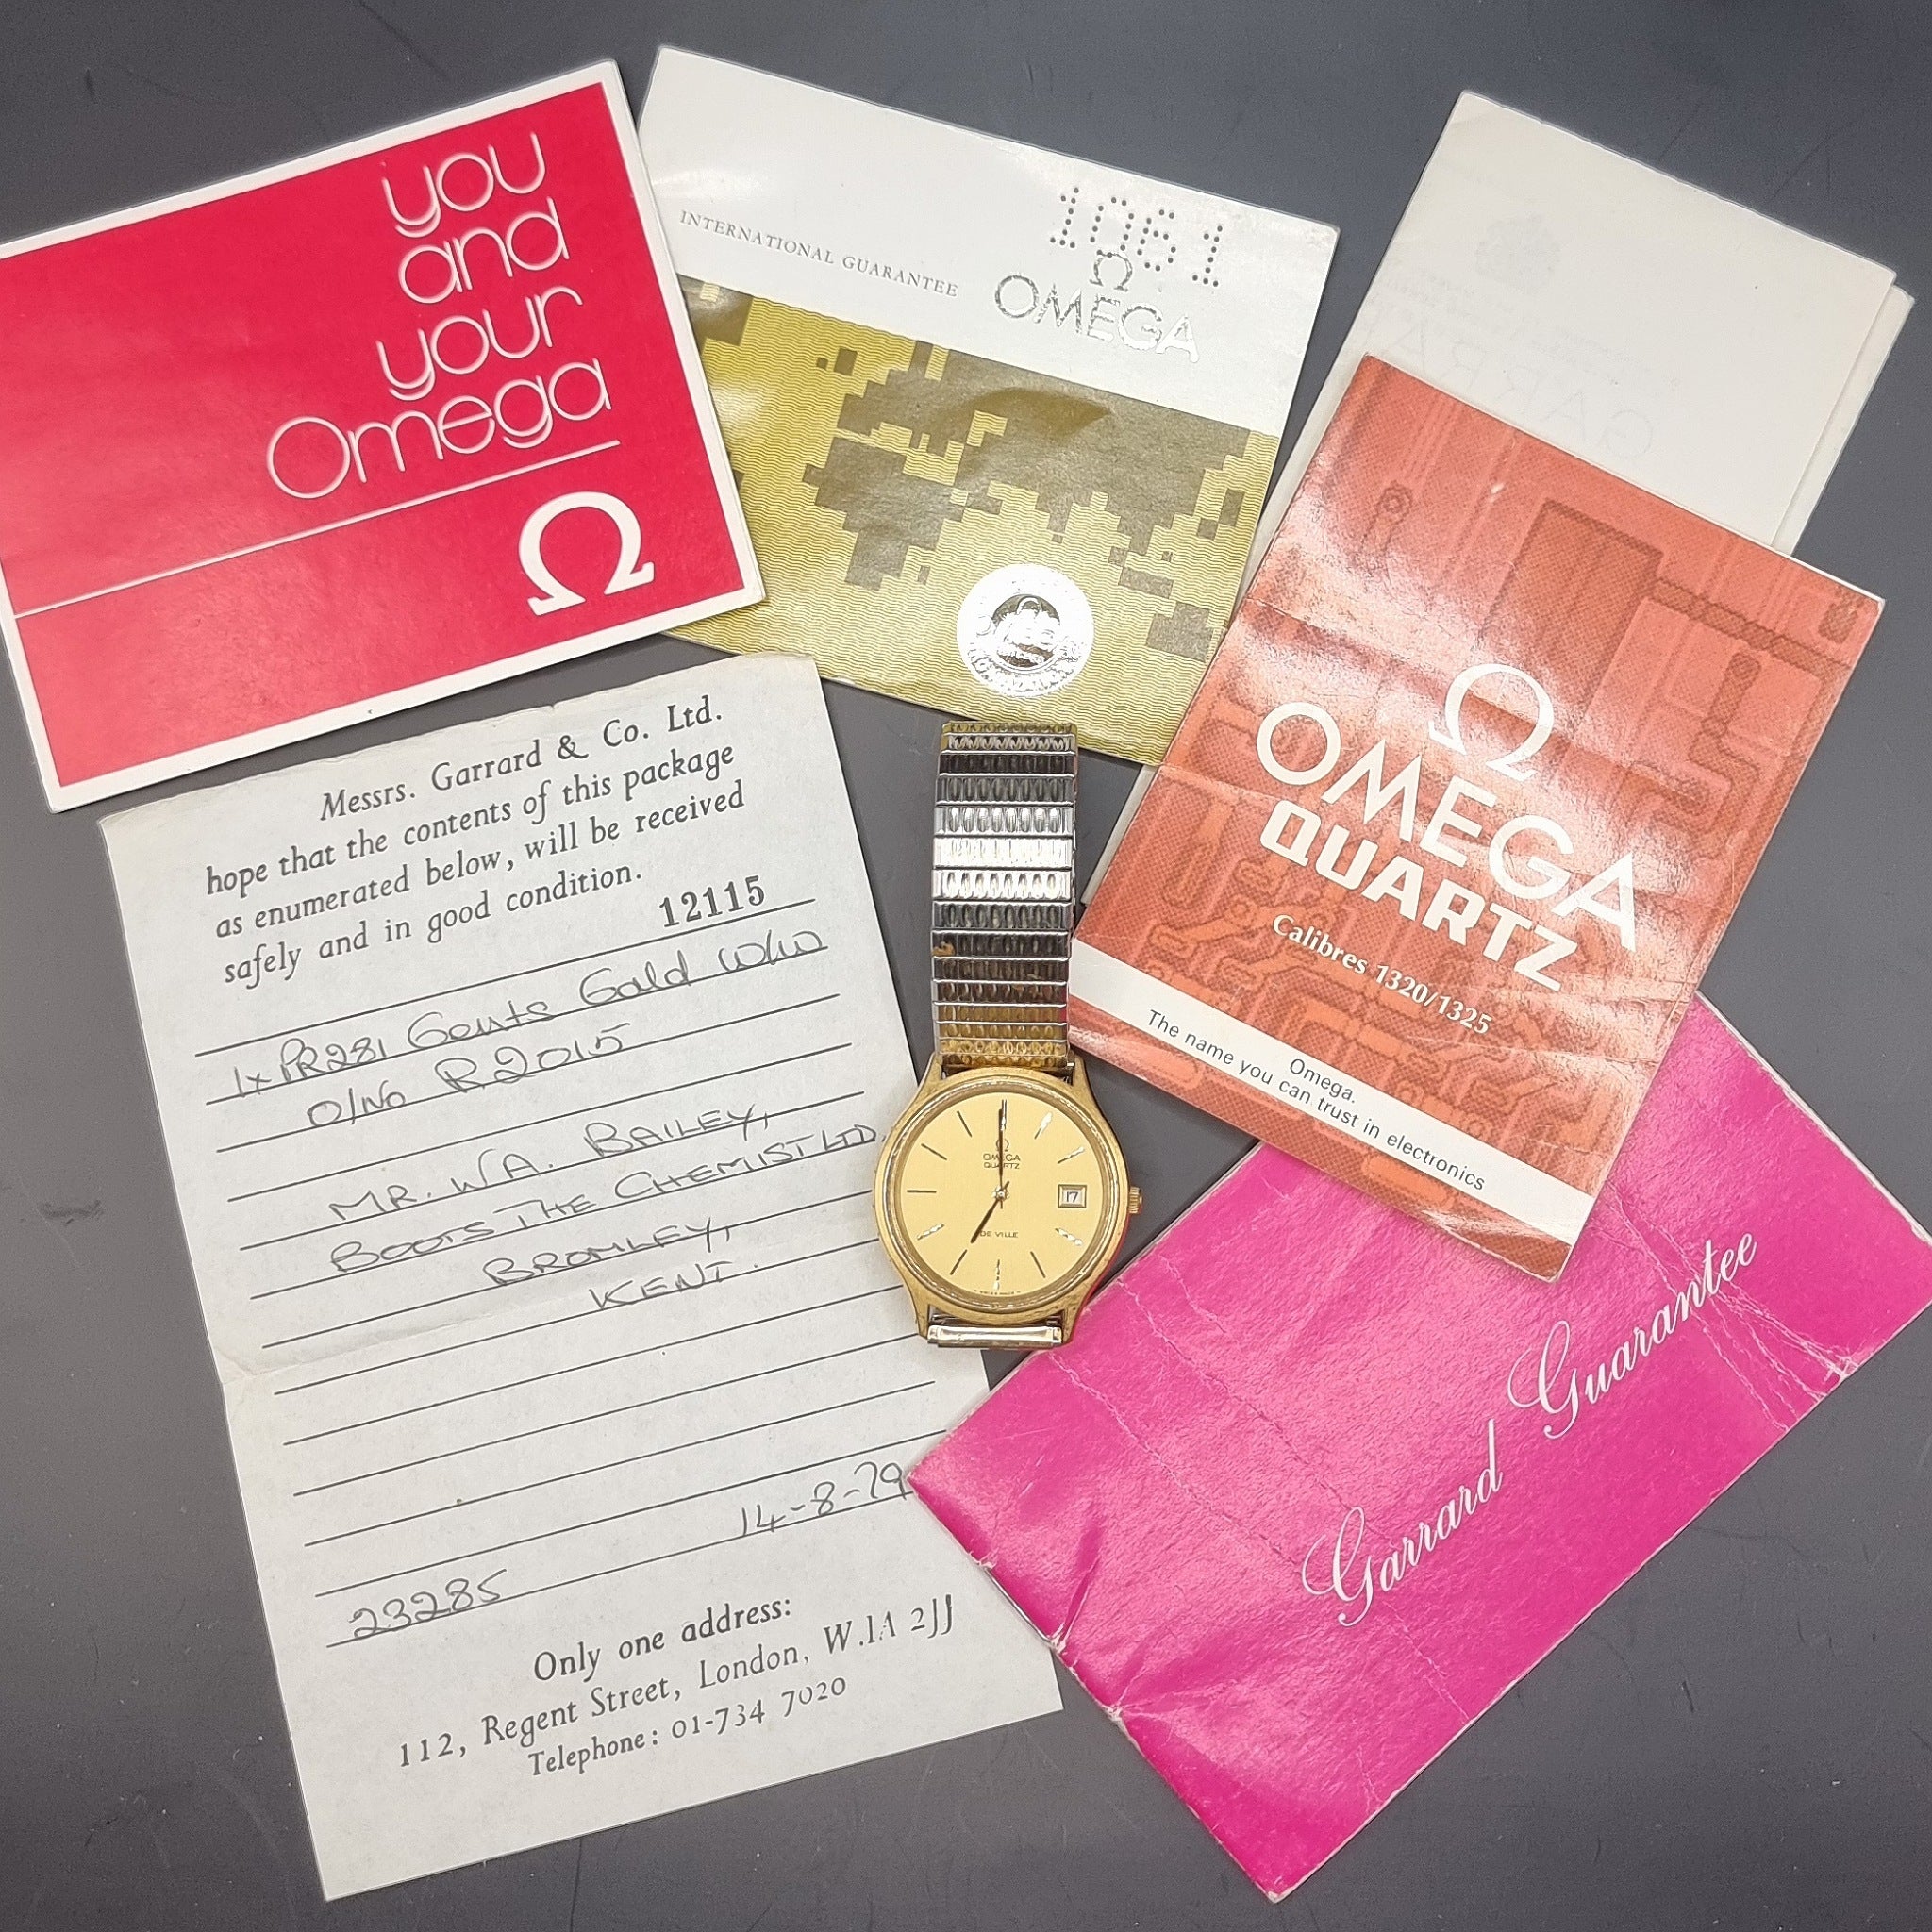 you
and
your
Omega
Ω
1061
INTERNATIONAL GUARANTEE
Ω
OMEGA
Ω
OMEGA
QUARTZ
Calibres 1320/1325
Omega.
The name you can trust in electronics
Messrs. Garrard & Co. Ltd.
hope that the contents of this package
as enumerated below, will be received
safely and in good condition.
12115
1x PR281 Gents Gold
O/No R2015
MR. W.A. BAILEY,
BOOTS THE CHEMIST LTD,
BROMLEY,
KENT.
14-8-79
23285
Only one address:
112, Regent Street, London, W.1A 2JJ
Telephone: 01-734 7020
Ω
OMEGA
QUARTZ
17
DE VILLE
Garrard Guarantee